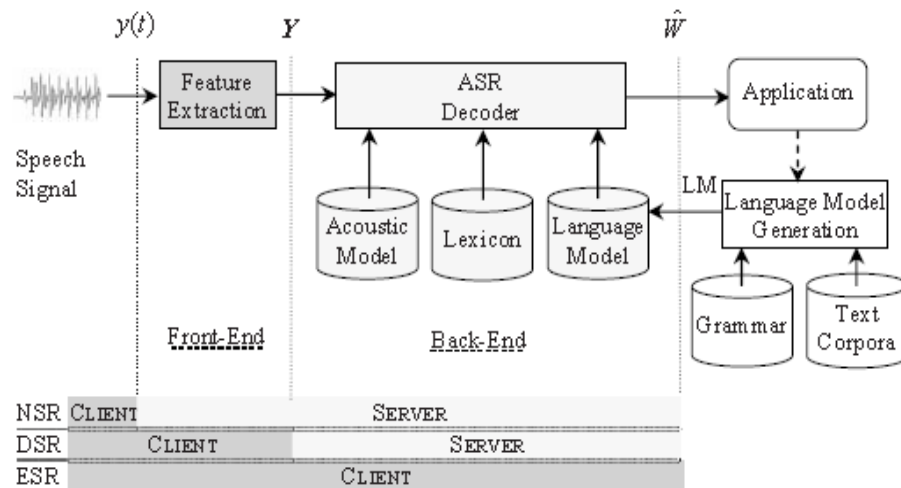 y(t)
Y
Ŵ
Speech
Signal
Feature
Extraction
ASR
Decoder
Application
Acoustic
Model
Lexicon
Language
Model
LM
Language Model
Generation
Grammar
Text
Corpora
Front-End
Back-End
NSR CLIENT SERVER
DSR CLIENT SERVER
ESR CLIENT